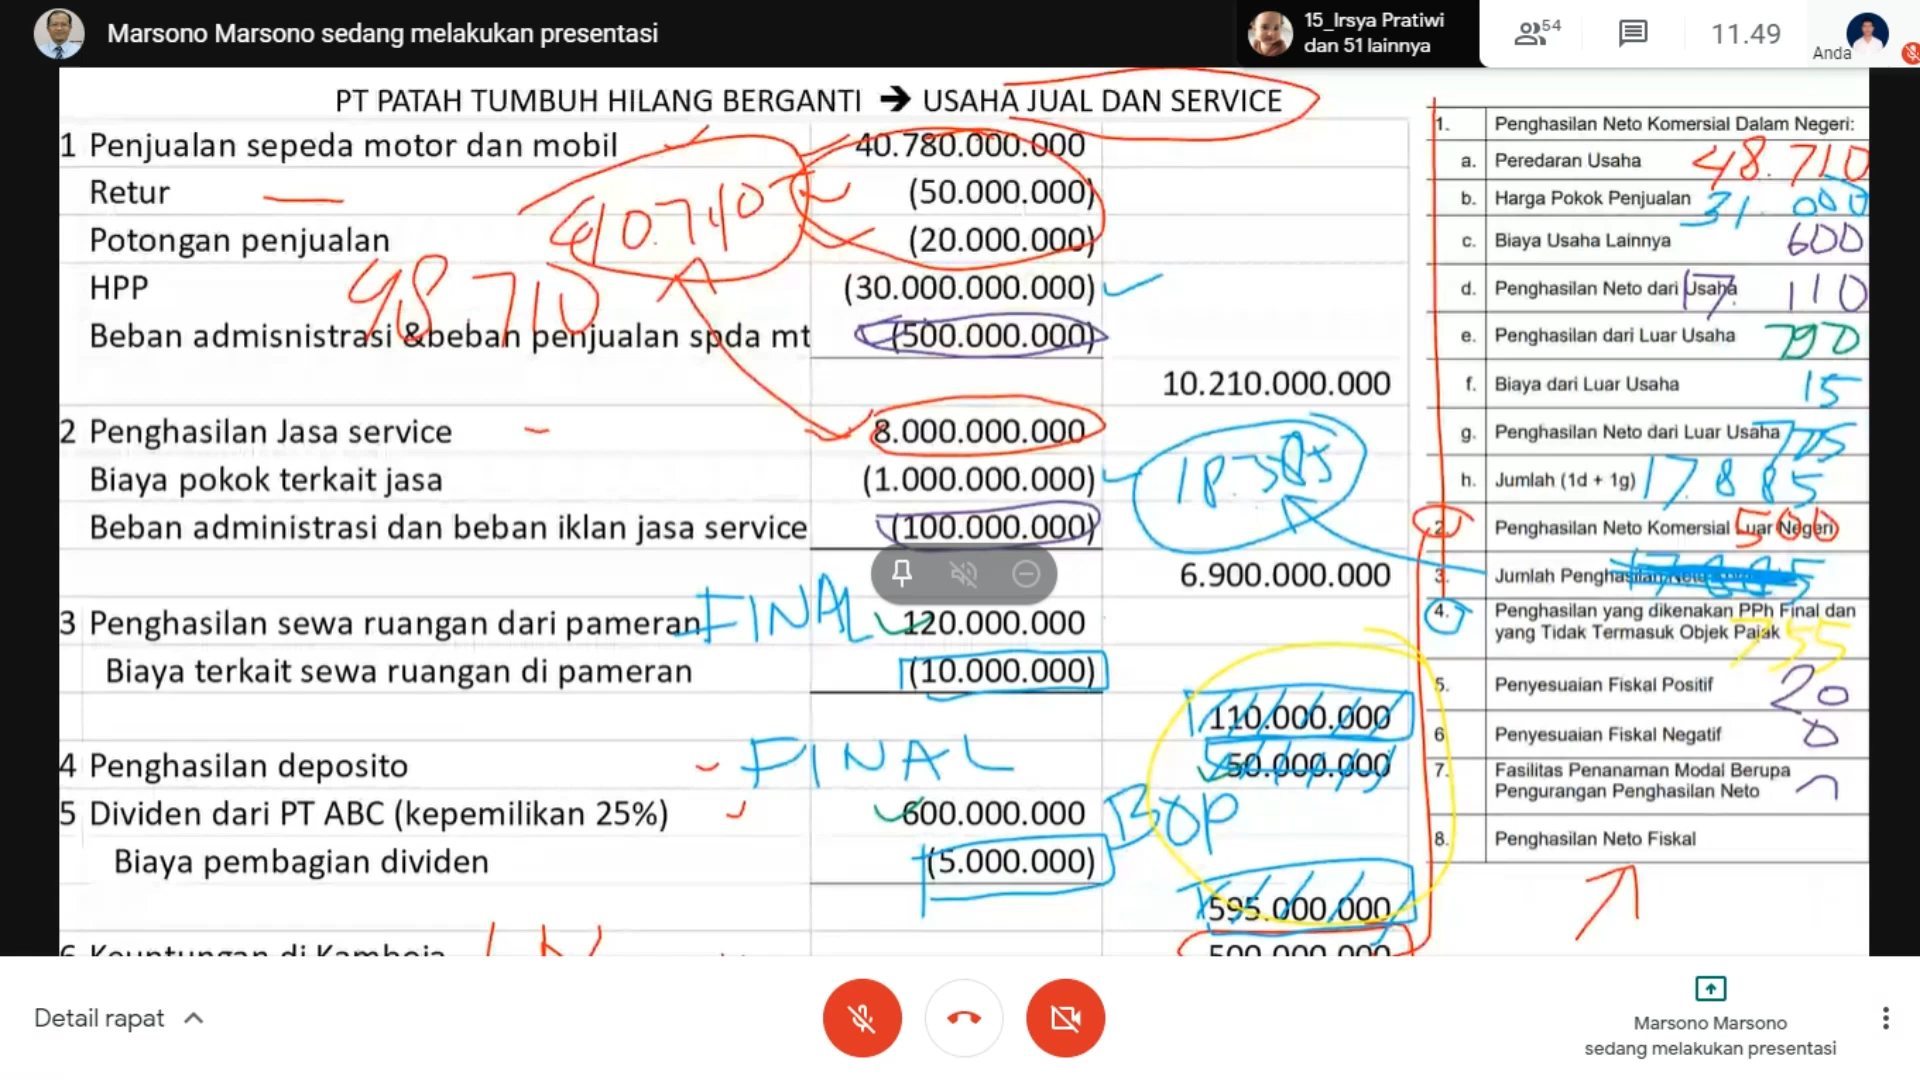 Marsono Marsono sedang melakukan presentasi
15_Irsya Pratiwi
dan 51 lainnya
54
11.49
Anda
PT PATAH TUMBUH HILANG BERGANTI ➔ USAHA JUAL DAN SERVICE
1 Penjualan sepeda motor dan mobil 40.780.000.000
Retur (50.000.000)
40.740
Potongan penjualan (20.000.000)
HPP (30.000.000.000)
48 710
Beban admisnistrasi &beban penjualan spda mt (500.000.000)
10.210.000.000
2 Penghasilan Jasa service 8.000.000.000
Biaya pokok terkait jasa (1.000.000.000)
18.385
Beban administrasi dan beban iklan jasa service (100.000.000)
6.900.000.000
3 Penghasilan sewa ruangan dari pameran FINAL 120.000.000
Biaya terkait sewa ruangan di pameran (10.000.000)
110.000.000
4 Penghasilan deposito FINAL 50.000.000
5 Dividen dari PT ABC (kepemilikan 25%) 600.000.000 BOP
Biaya pembagian dividen (5.000.000)
595.000.000
6 Keuntungan di Kamboja LN 500.000.000
1. Penghasilan Neto Komersial Dalam Negeri:
a. Peredaran Usaha 48.710
b. Harga Pokok Penjualan 31.000
c. Biaya Usaha Lainnya 600
d. Penghasilan Neto dari Usaha 17.110
e. Penghasilan dari Luar Usaha 790
f. Biaya dari Luar Usaha 15
g. Penghasilan Neto dari Luar Usaha 775
h. Jumlah (1d + 1g) 17.885
2. Penghasilan Neto Komersial Luar Negeri 500
3. Jumlah Penghasilan Neto
4. Penghasilan yang dikenakan PPh Final dan
yang Tidak Termasuk Objek Pajak 755
5. Penyesuaian Fiskal Positif 20
6 Penyesuaian Fiskal Negatif 0
7. Fasilitas Penanaman Modal Berupa
Pengurangan Penghasilan Neto
8. Penghasilan Neto Fiskal
Detail rapat
Marsono Marsono
sedang melakukan presentasi